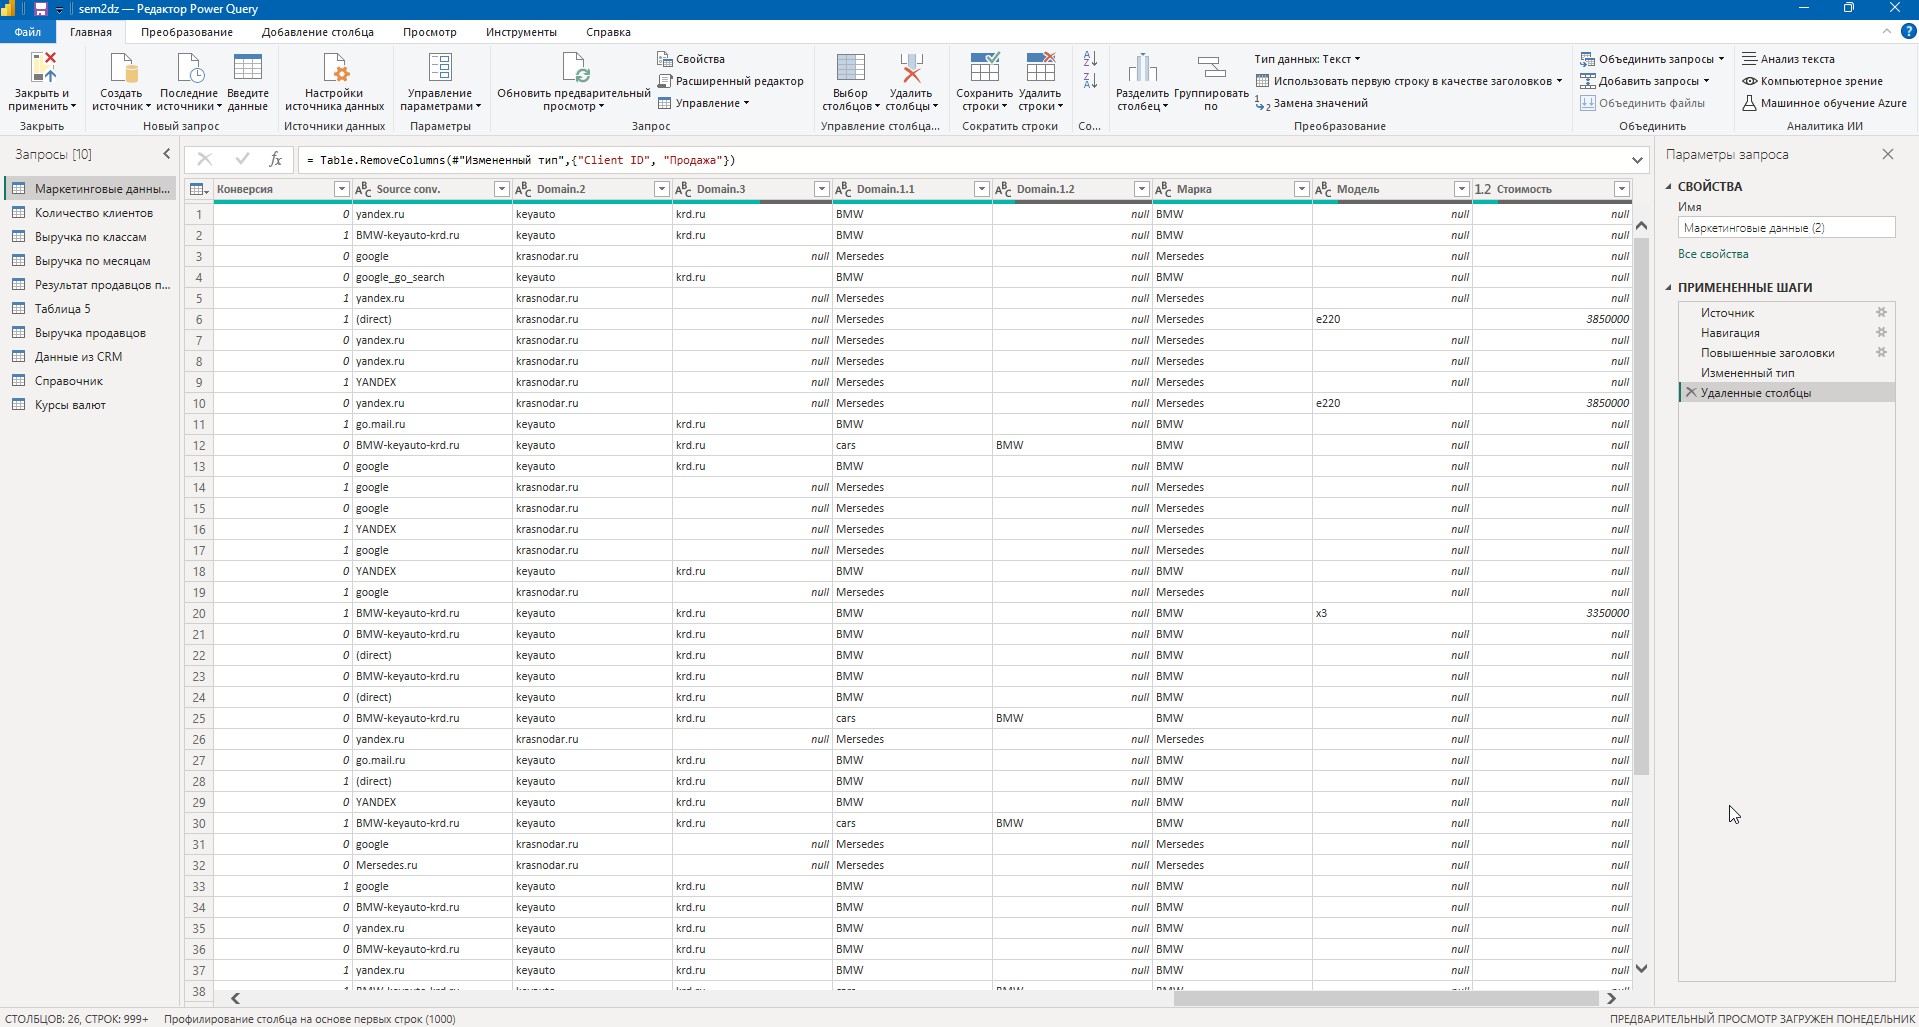 sem2dz — Редактор Power Query
Файл Главная Преобразование Добавление столбца Просмотр Инструменты Справка
Закрыть и применить
Создать источник
Последние источники
Введите данные
Настройки источника данных
Управление параметрами
Обновить предварительный просмотр
Свойства
Расширенный редактор
Управление
Выбор столбцов
Удалить столбцы
Сохранить строки
Удалить строки
Разделить столбец
Группировать по
Тип данных: Текст
Использовать первую строку в качестве заголовков
Замена значений
Объединить запросы
Добавить запросы
Объединить файлы
Анализ текста
Компьютерное зрение
Машинное обучение Azure
Закрыть Новый запрос Источники данных Параметры Запрос Управление столбца... Сократить строки Со... Преобразование Объединить Аналитика ИИ
Запросы [10]
Маркетинговые данны...
Количество клиентов
Выручка по классам
Выручка по месяцам
Результат продавцов п...
Таблица 5
Выручка продавцов
Данные из CRM
Справочник
Курсы валют
= Table.RemoveColumns(#"Измененный тип",{"Client ID", "Продажа"})
Конверсия Source conv. Domain.2 Domain.3 Domain.1.1 Domain.1.2 Марка Модель 1.2 Стоимость
1 0 yandex.ru keyauto krd.ru BMW null BMW null null
2 1 BMW-keyauto-krd.ru keyauto krd.ru BMW null BMW null null
3 0 google krasnodar.ru null Mersedes null Mersedes null null
4 0 google_go_search keyauto krd.ru BMW null BMW null null
5 1 yandex.ru krasnodar.ru null Mersedes null Mersedes null null
6 1 (direct) krasnodar.ru null Mersedes null Mersedes e220 3850000
7 0 yandex.ru krasnodar.ru null Mersedes null Mersedes null null
8 0 yandex.ru krasnodar.ru null Mersedes null Mersedes null null
9 1 YANDEX krasnodar.ru null Mersedes null Mersedes null null
10 0 yandex.ru krasnodar.ru null Mersedes null Mersedes e220 3850000
11 1 go.mail.ru keyauto krd.ru BMW null BMW null null
12 0 BMW-keyauto-krd.ru keyauto krd.ru cars BMW BMW null null
13 0 google keyauto krd.ru BMW null BMW null null
14 1 google krasnodar.ru null Mersedes null Mersedes null null
15 0 google krasnodar.ru null Mersedes null Mersedes null null
16 1 YANDEX krasnodar.ru null Mersedes null Mersedes null null
17 1 google krasnodar.ru null Mersedes null Mersedes null null
18 0 YANDEX keyauto krd.ru BMW null BMW null null
19 1 google krasnodar.ru null Mersedes null Mersedes null null
20 1 BMW-keyauto-krd.ru keyauto krd.ru BMW null BMW x3 3350000
21 0 BMW-keyauto-krd.ru keyauto krd.ru BMW null BMW null null
22 0 (direct) keyauto krd.ru BMW null BMW null null
23 0 BMW-keyauto-krd.ru keyauto krd.ru BMW null BMW null null
24 0 (direct) keyauto krd.ru BMW null BMW null null
25 0 BMW-keyauto-krd.ru keyauto krd.ru cars BMW BMW null null
26 0 yandex.ru krasnodar.ru null Mersedes null Mersedes null null
27 0 go.mail.ru keyauto krd.ru BMW null BMW null null
28 1 (direct) keyauto krd.ru BMW null BMW null null
29 0 YANDEX keyauto krd.ru BMW null BMW null null
30 1 BMW-keyauto-krd.ru keyauto krd.ru cars BMW BMW null null
31 0 google krasnodar.ru null Mersedes null Mersedes null null
32 0 Mersedes.ru krasnodar.ru null Mersedes null Mersedes null null
33 1 google keyauto krd.ru BMW null BMW null null
34 0 BMW-keyauto-krd.ru keyauto krd.ru BMW null BMW null null
35 0 yandex.ru keyauto krd.ru BMW null BMW null null
36 0 BMW-keyauto-krd.ru keyauto krd.ru BMW null BMW null null
37 1 yandex.ru keyauto krd.ru BMW null BMW null null
38
Параметры запроса
СВОЙСТВА
Имя
Маркетинговые данные (2)
Все свойства
ПРИМЕНЕННЫЕ ШАГИ
Источник
Навигация
Повышенные заголовки
Измененный тип
Удаленные столбцы
СТОЛБЦОВ: 26, СТРОК: 999+ Профилирование столбца на основе первых строк (1000) ПРЕДВАРИТЕЛЬНЫЙ ПРОСМОТР ЗАГРУЖЕН ПОНЕДЕЛЬНИК